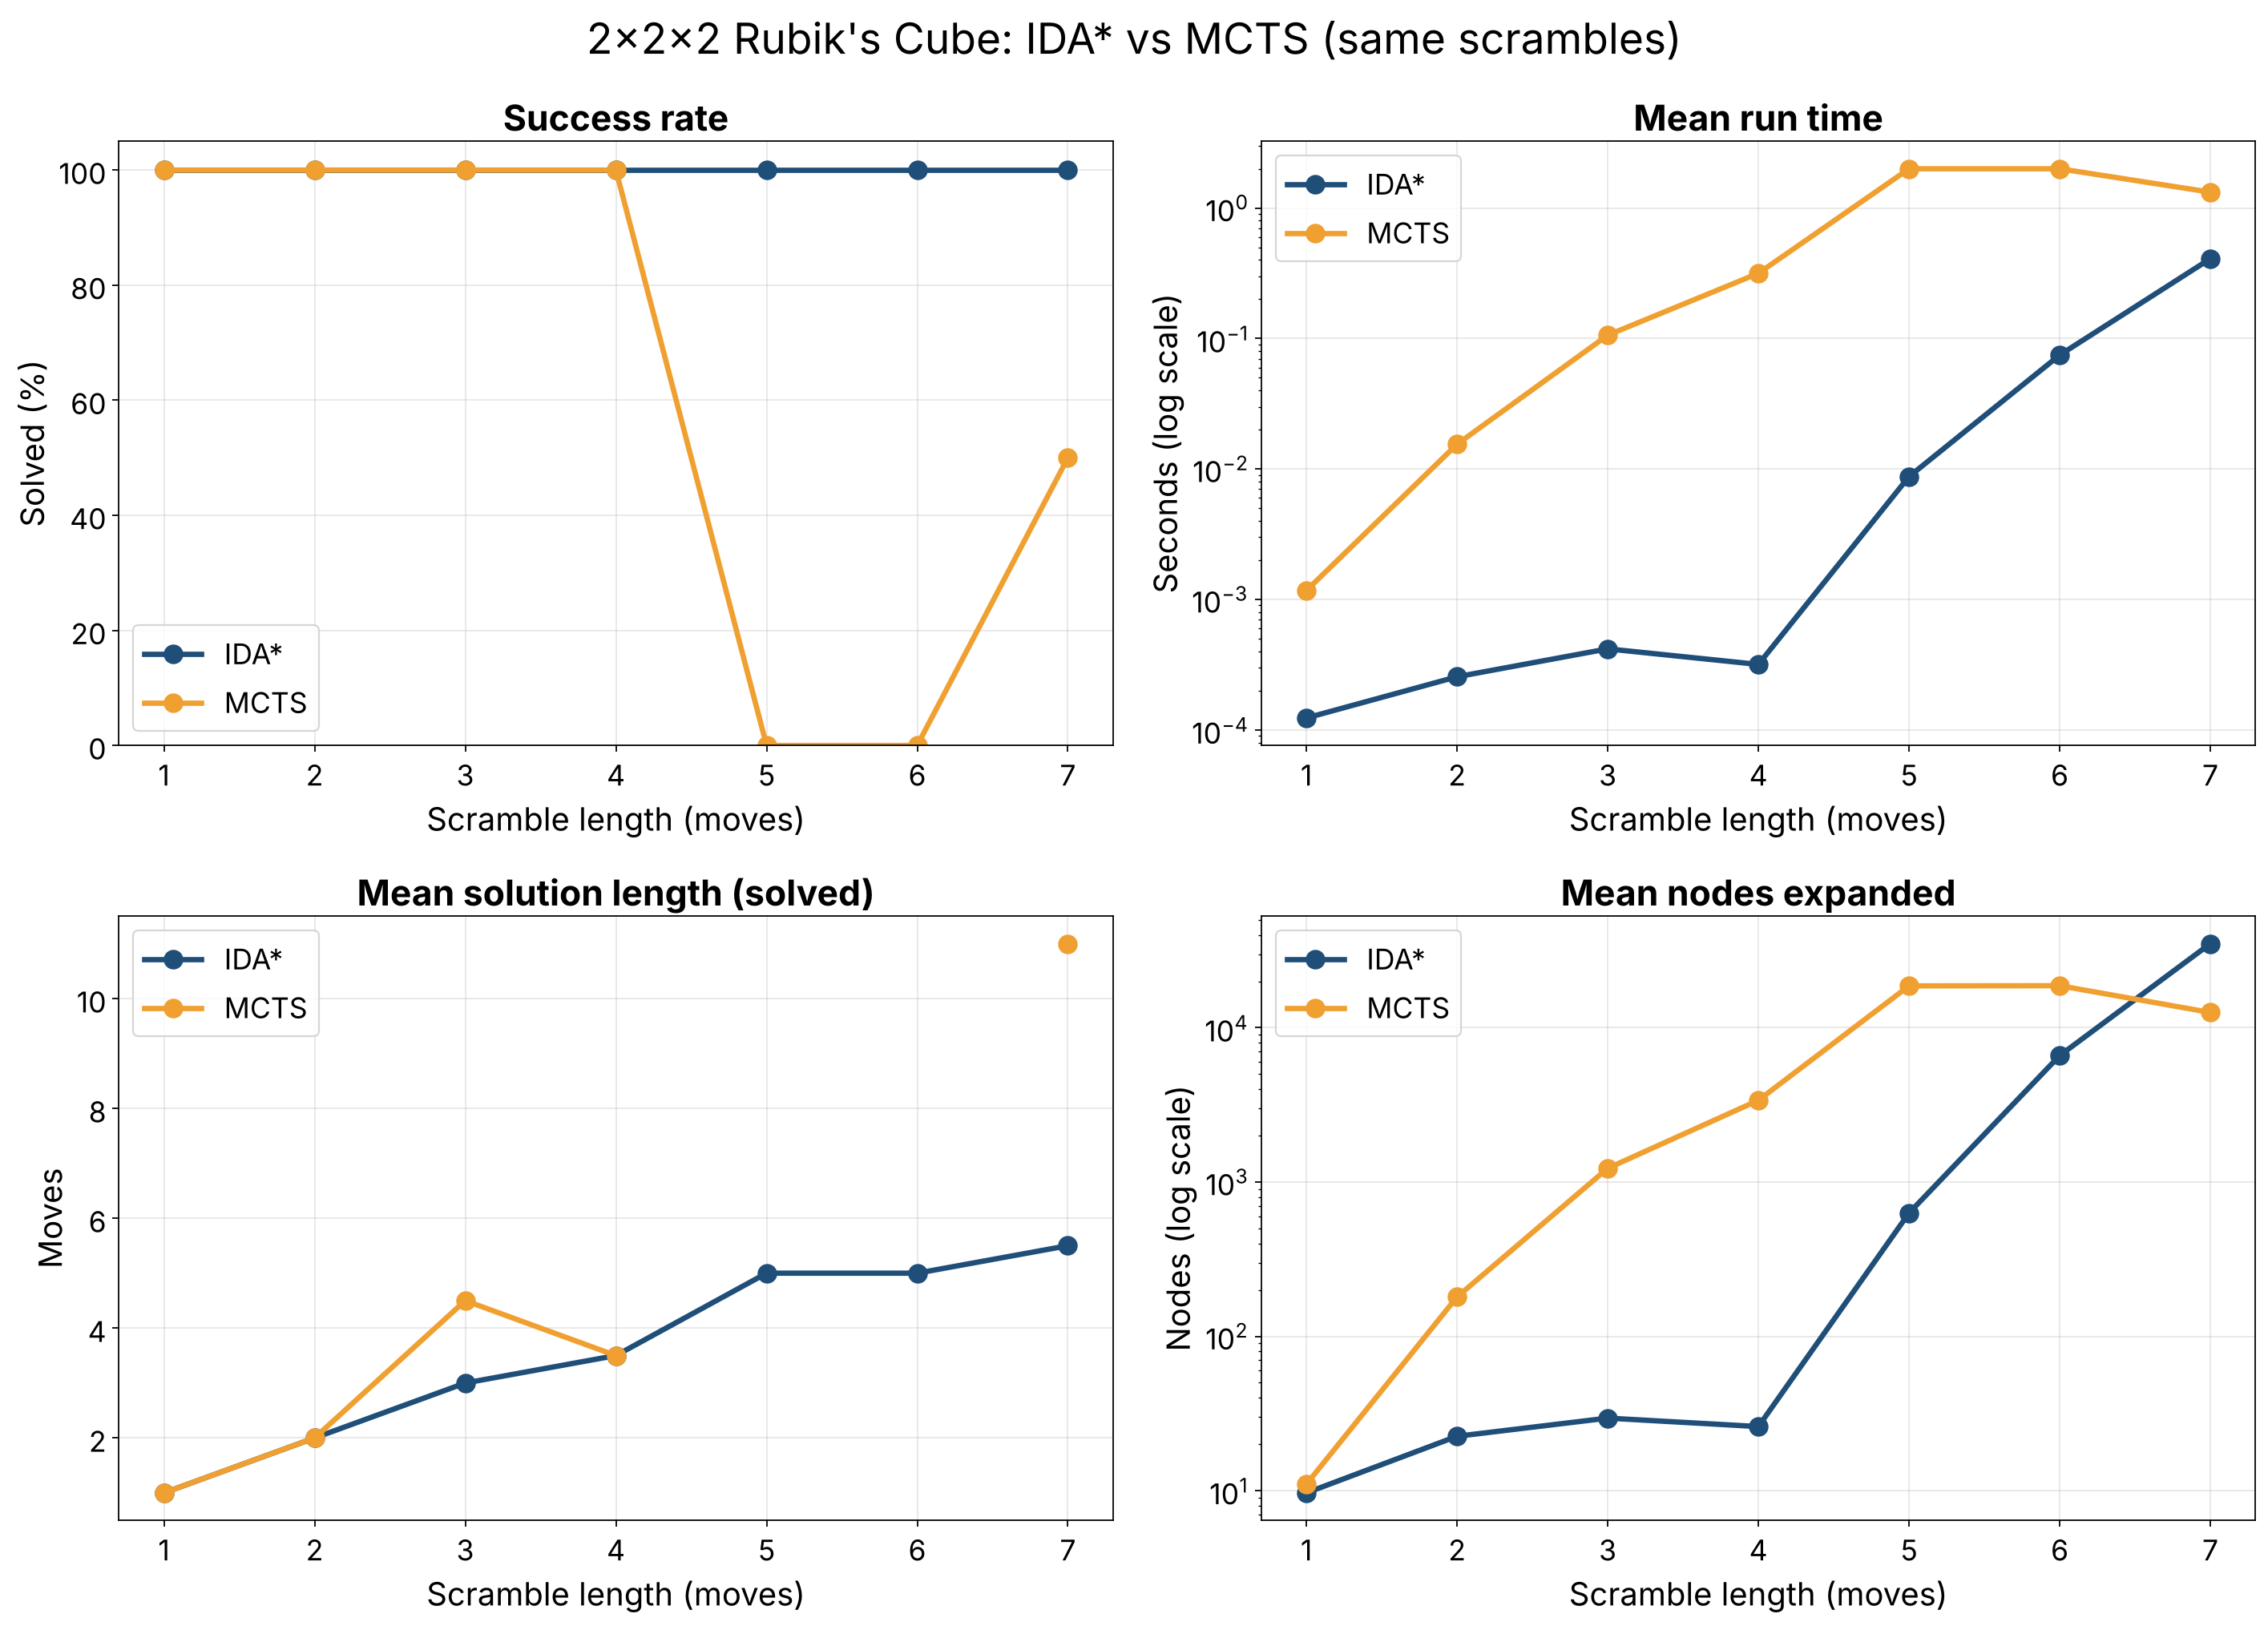 2×2×2 Rubik's Cube: IDA* vs MCTS (same scrambles)
Success rate
Solved (%)
100
80
60
40
20
0
IDA*
MCTS
1 2 3 4 5 6 7
Scramble length (moves)
Mean run time
Seconds (log scale)
10⁰
10⁻¹
10⁻²
10⁻³
10⁻⁴
IDA*
MCTS
1 2 3 4 5 6 7
Scramble length (moves)
Mean solution length (solved)
Moves
10
8
6
4
2
IDA*
MCTS
1 2 3 4 5 6 7
Scramble length (moves)
Mean nodes expanded
Nodes (log scale)
10⁴
10³
10²
10¹
IDA*
MCTS
1 2 3 4 5 6 7
Scramble length (moves)